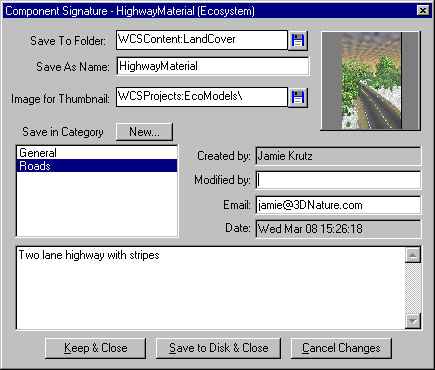 Component Signature - HighwayMaterial (Ecosystem)
Save To Folder: WCSContent:LandCover
Save As Name: HighwayMaterial
Image for Thumbnail: WCSProjects:EcoModels\
Save in Category New...
General
Roads
Created by: Jamie Krutz
Modified by:
Email: jamie@3DNature.com
Date: Wed Mar 08 15:26:18
Two lane highway with stripes
Keep & Close Save to Disk & Close Cancel Changes